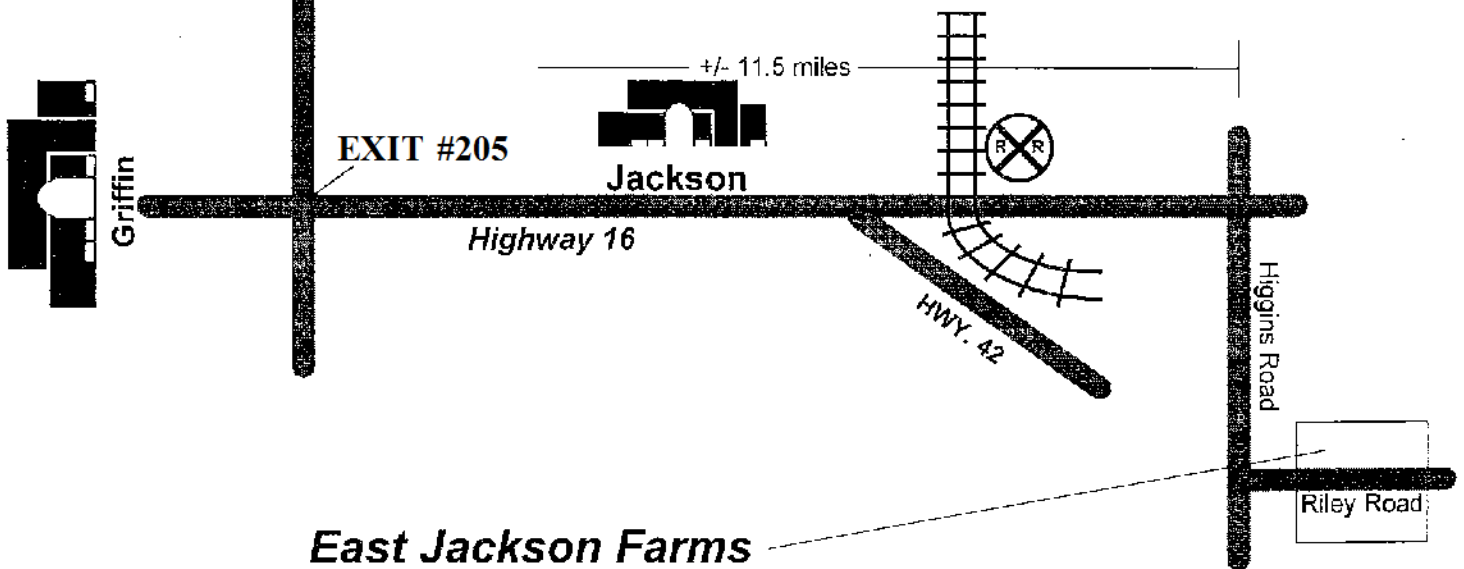 +/- 11.5 miles
EXIT #205
R R
Griffin
Jackson
Highway 16
HWY. 42
Higgins Road
Riley Road
East Jackson Farms